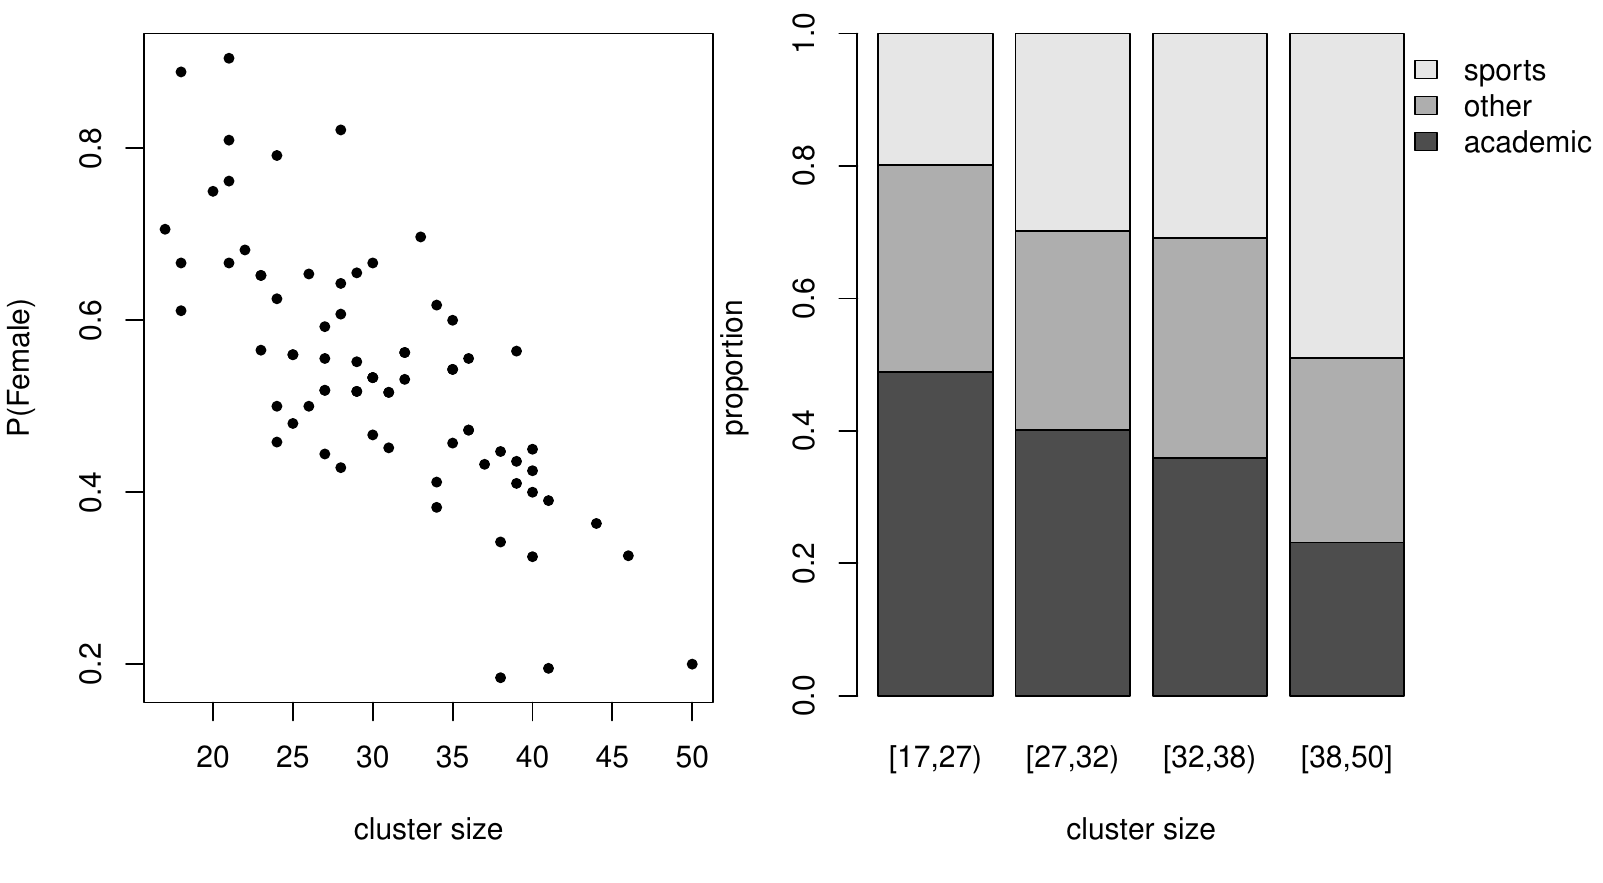 P(Female)
0.8
0.6
0.4
0.2
20 25 30 35 40 45 50
cluster size
proportion
1.0
0.8
0.6
0.4
0.2
0.0
[17,27) [27,32) [32,38) [38,50]
cluster size
sports
other
academic